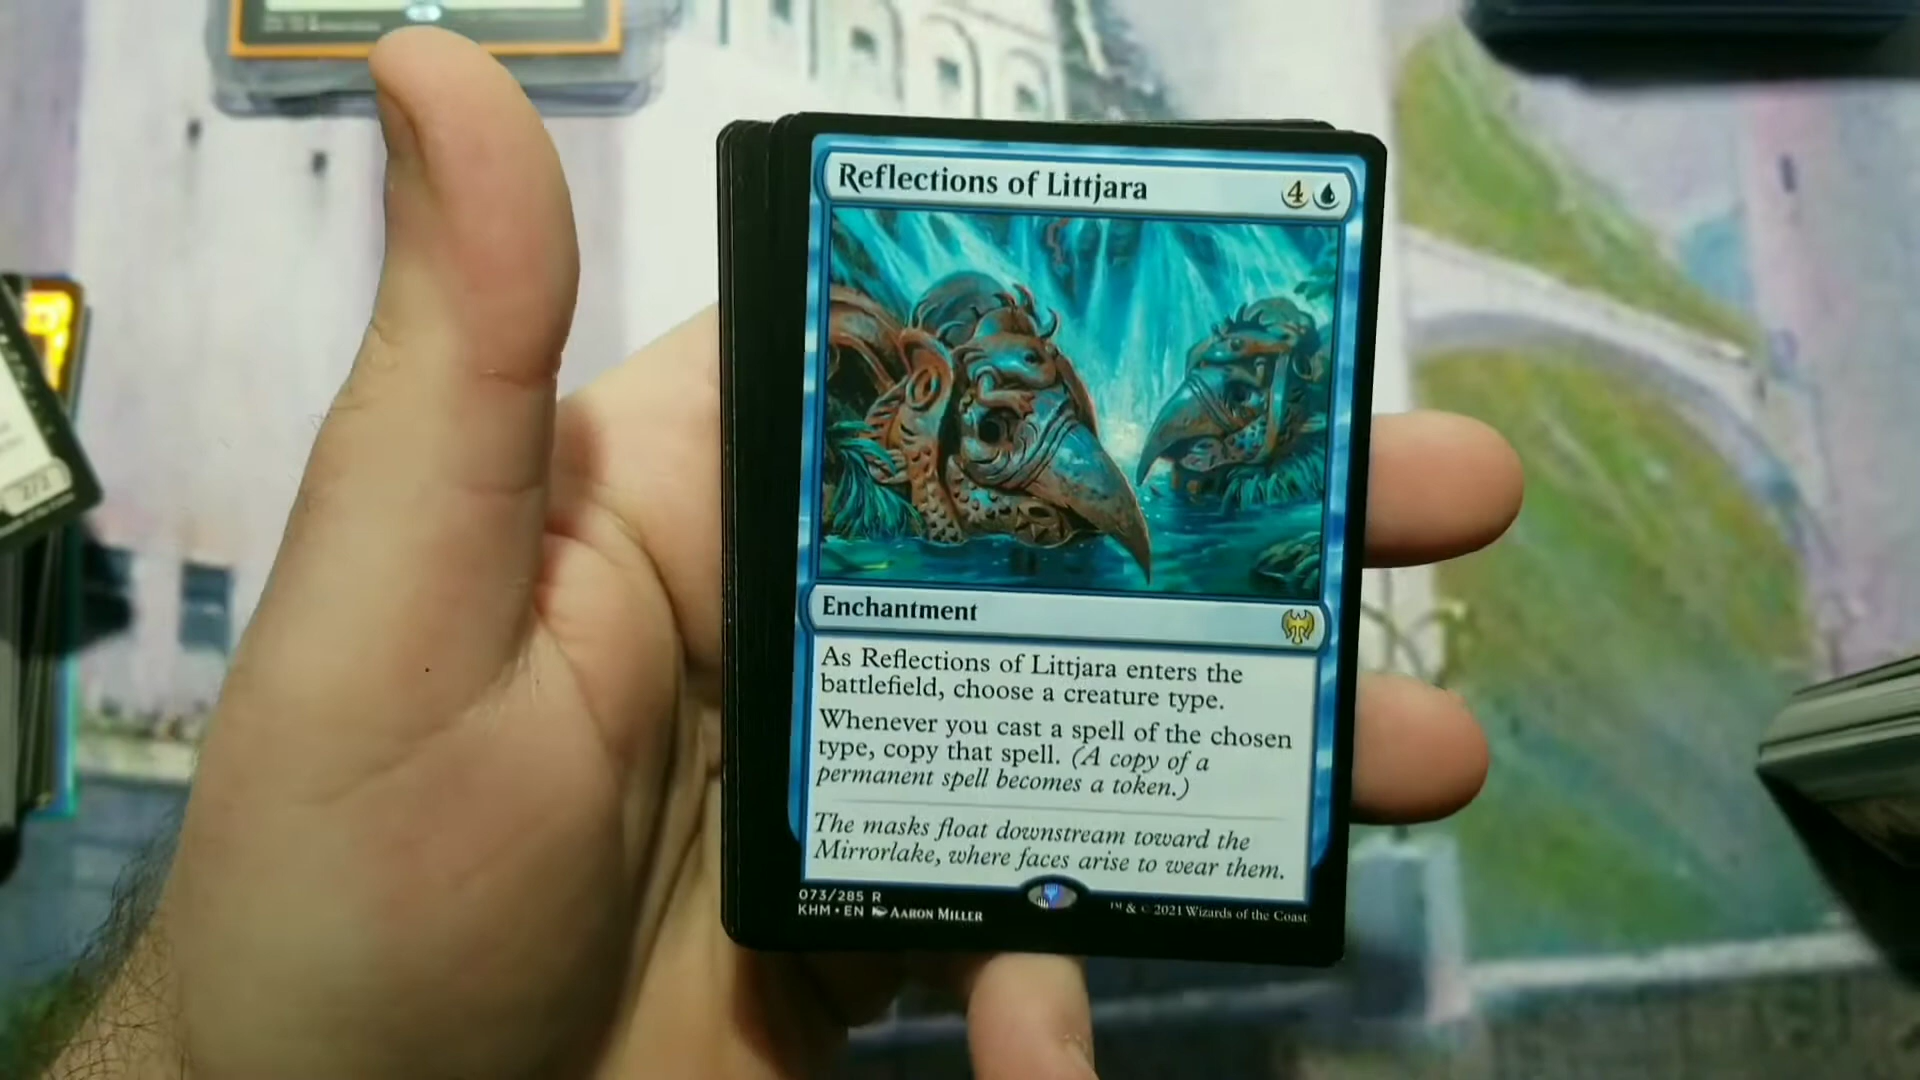 Reflections of Littjara 4
Enchantment
As Reflections of Littjara enters the
battlefield, choose a creature type.
Whenever you cast a spell of the chosen
type, copy that spell. (A copy of a
permanent spell becomes a token.)
The masks float downstream toward the
Mirrorlake, where faces arise to wear them.
073/285 R
KHM • EN AARON MILLER
™ & © 2021 Wizards of the Coast
2/2